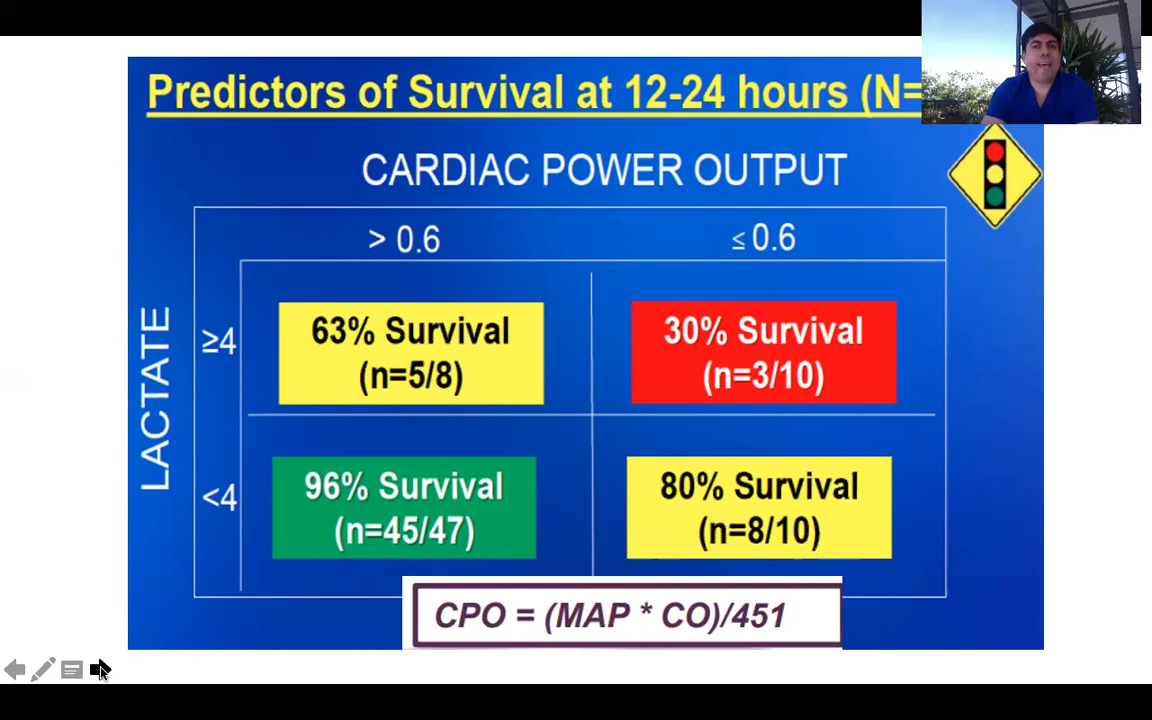 Predictors of Survival at 12-24 hours (N=
CARDIAC POWER OUTPUT
> 0.6
≤ 0.6
LACTATE
≥4
63% Survival
(n=5/8)
30% Survival
(n=3/10)
<4
96% Survival
(n=45/47)
80% Survival
(n=8/10)
CPO = (MAP * CO)/451